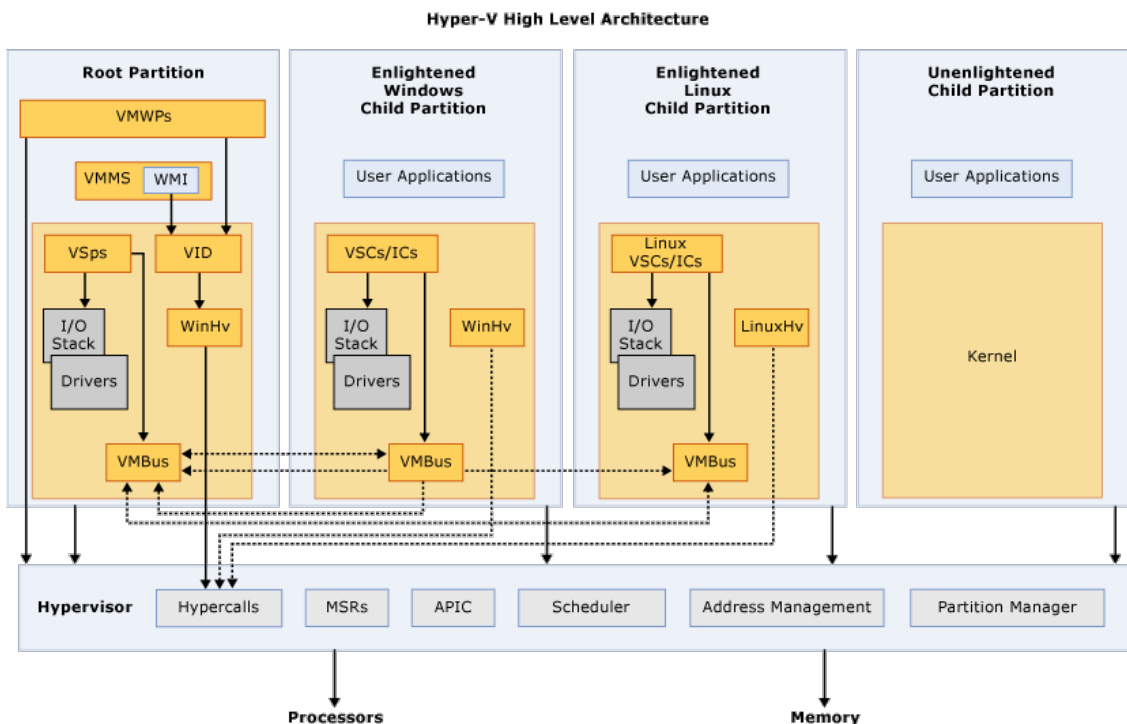 Hyper-V High Level Architecture
Root Partition
VMWPs
VMMS
WMI
VSps
VID
I/O
Stack
WinHv
Drivers
VMBus
Enlightened
Windows
Child Partition
User Applications
VSCs/ICs
I/O
Stack
WinHv
Drivers
VMBus
Enlightened
Linux
Child Partition
User Applications
Linux
VSCs/ICs
I/O
Stack
LinuxHv
Drivers
VMBus
Unenlightened
Child Partition
User Applications
Kernel
Hypervisor
Hypercalls
MSRs
APIC
Scheduler
Address Management
Partition Manager
Processors
Memory